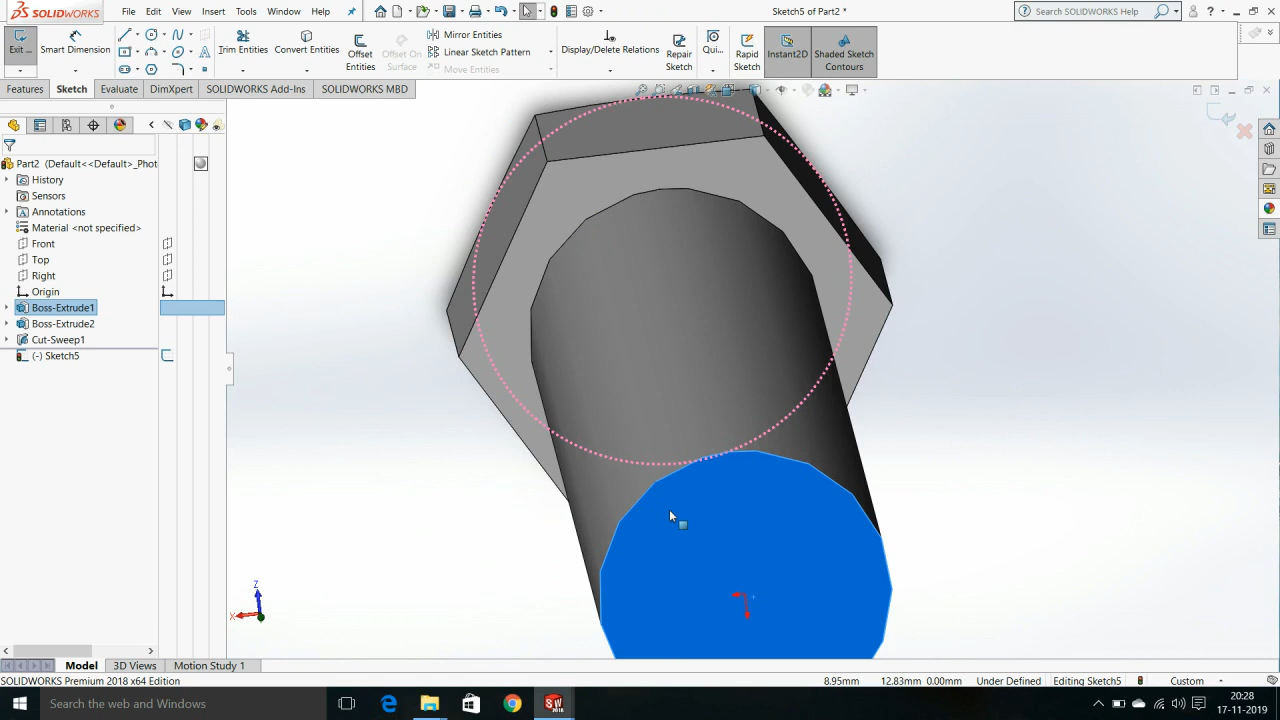 SOLIDWORKS
File Edit View Insert Tools Window Help
Sketch5 of Part2 *
Search SOLIDWORKS Help
Exit ...
Smart Dimension
Trim Entities
Convert Entities
Offset Entities
Offset On Surface
Mirror Entities
Linear Sketch Pattern
Move Entities
Display/Delete Relations
Repair Sketch
Qui...
Rapid Sketch
Instant2D
Shaded Sketch Contours
Features Sketch Evaluate DimXpert SOLIDWORKS Add-Ins SOLIDWORKS MBD
Part2 (Default<<Default>_Phot
History
Sensors
Annotations
Material <not specified>
Front
Top
Right
Origin
Boss-Extrude1
Boss-Extrude2
Cut-Sweep1
(-) Sketch5
Z
X
Model 3D Views Motion Study 1
SOLIDWORKS Premium 2018 x64 Edition
8.95mm 12.83mm 0.00mm Under Defined Editing Sketch5 Custom
Search the web and Windows
20:28
17-11-2019